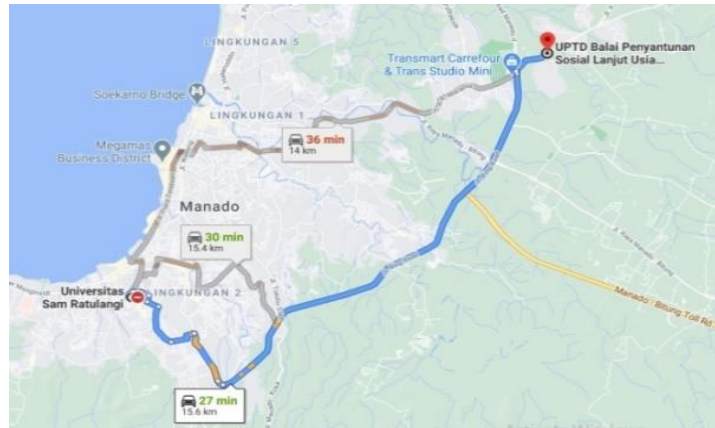 LINGKUNGAN 5
UPTD Balai Penyantunan
Sosial Lanjut Usia...
Transmart Carrefour
& Trans Studio Mini
Soekarno Bridge
LINGKUNGAN 1
36 min
14 km
Megamas
Business District
Manado
30 min
15.4 km
Universitas
Sam Ratulangi
LINGKUNGAN 2
Manado - Bitung Toll Rd
27 min
15.6 km